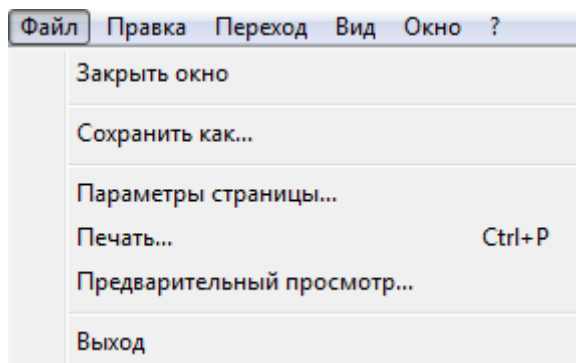 Файл Правка Переход Вид Окно ?
Закрыть окно
Сохранить как...
Параметры страницы...
Печать... Ctrl+P
Предварительный просмотр...
Выход